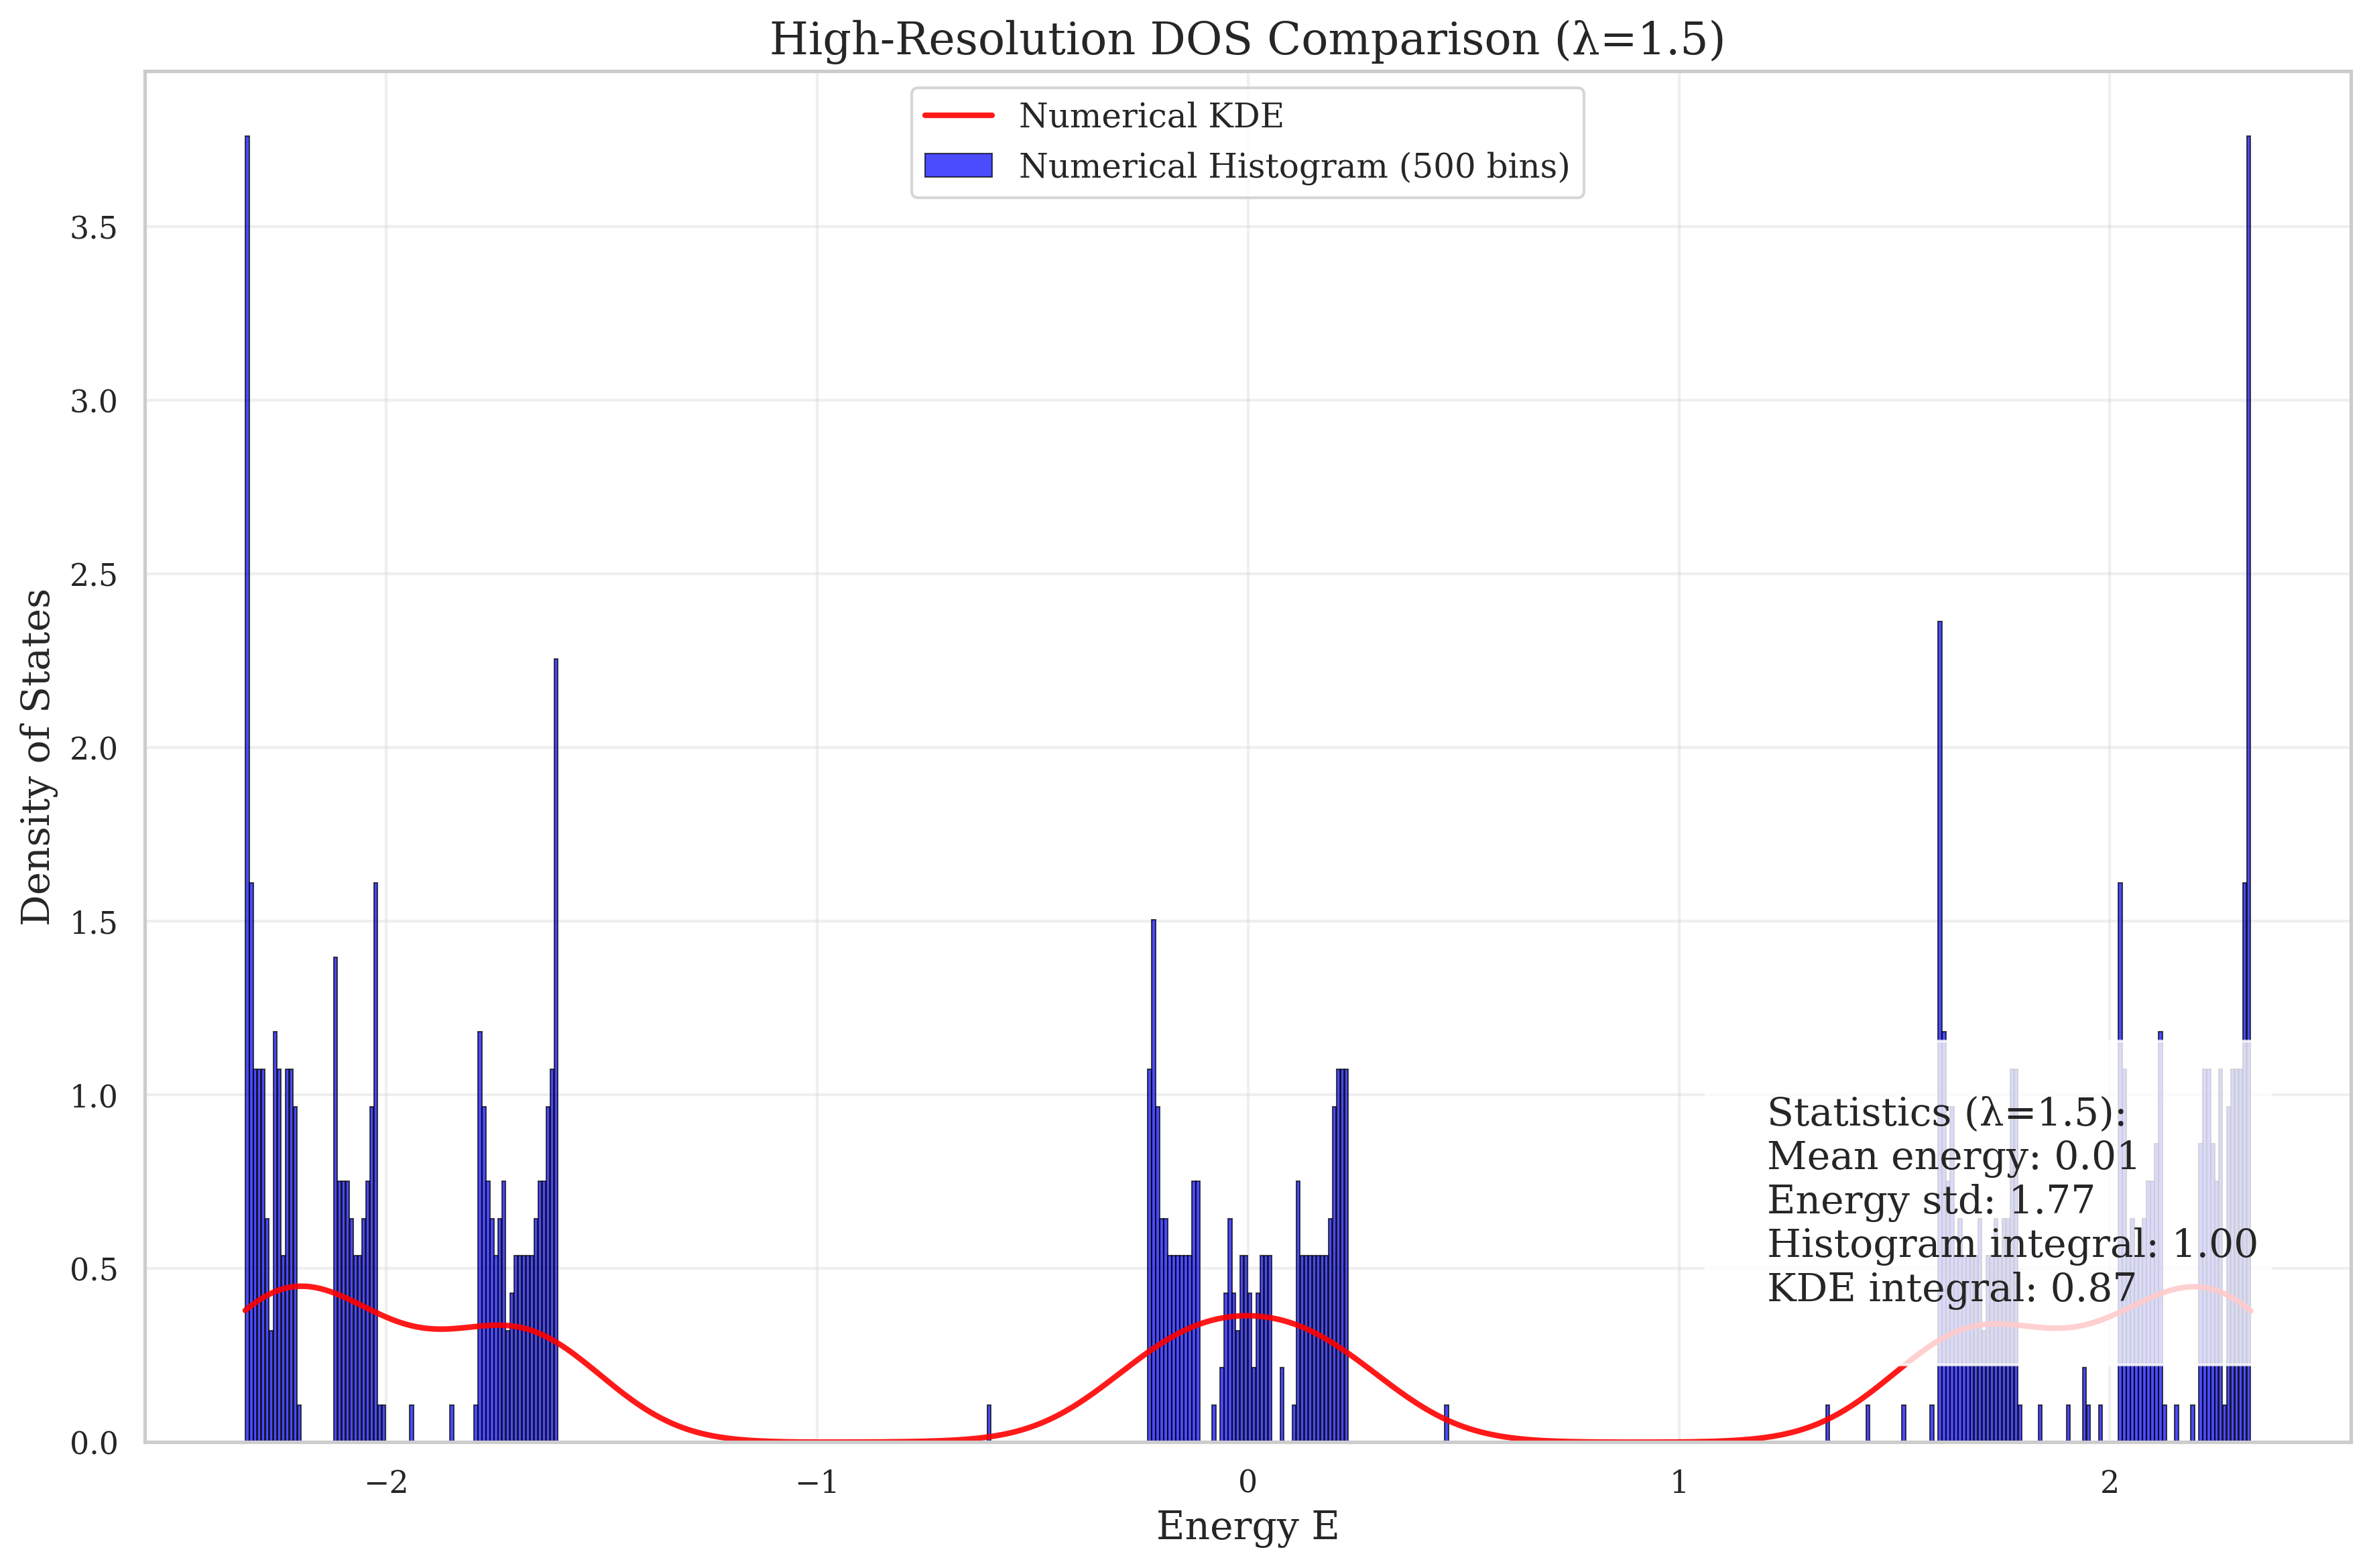 High-Resolution DOS Comparison (λ=1.5)
Numerical KDE
Numerical Histogram (500 bins)
Density of States
3.5
3.0
2.5
2.0
1.5
1.0
0.5
0.0
Statistics (λ=1.5):
Mean energy: 0.01
Energy std: 1.77
Histogram integral: 1.00
KDE integral: 0.87
−2
−1
0
1
2
Energy E